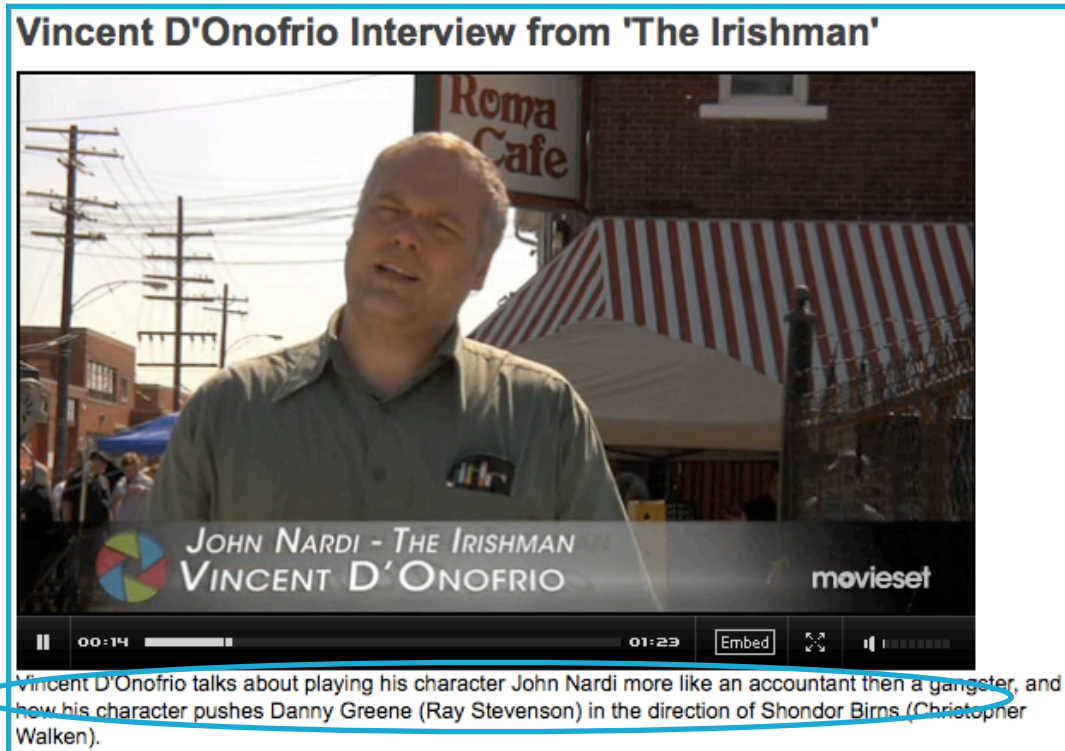 Vincent D'Onofrio Interview from 'The Irishman'
Roma
Cafe
JOHN NARDI - THE IRISHMAN
VINCENT D'ONOFRIO
movieset
00:14
01:23
Embed
Vincent D'Onofrio talks about playing his character John Nardi more like an accountant then a gangster, and
how his character pushes Danny Greene (Ray Stevenson) in the direction of Shondor Birns (Christopher
Walken).